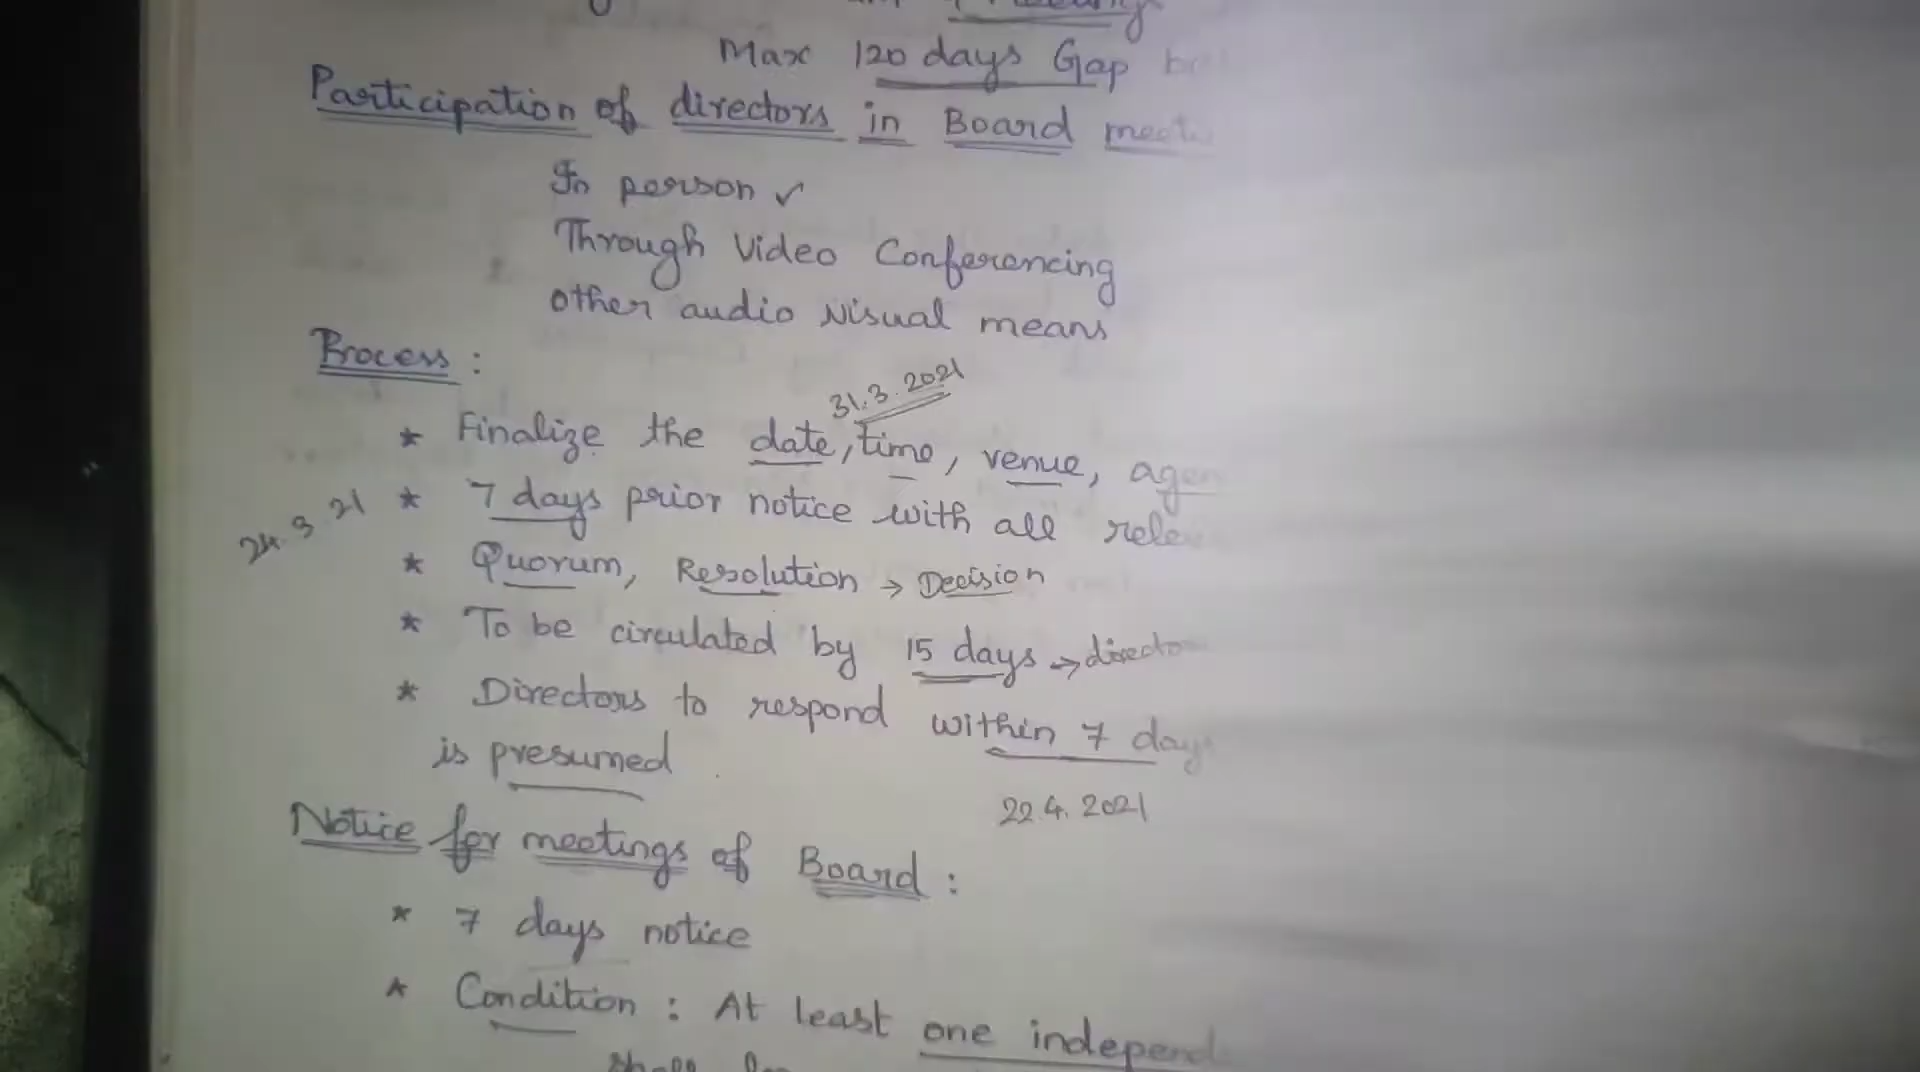 Max 120 days Gap
Participation of directors in Board
In person ✓
Through Video Conferencing
other audio visual means
Process :
31.3.2021
* Finalize the date, time, venue,
24.3.21
* 7 days prior notice with all
* Quorum, Resolution → Decision
* To be circulated by 15 days →
* Directors to respond within 7
is presumed
22.4.2021
Notice for meetings of Board :
* 7 days notice
* Condition : At least one